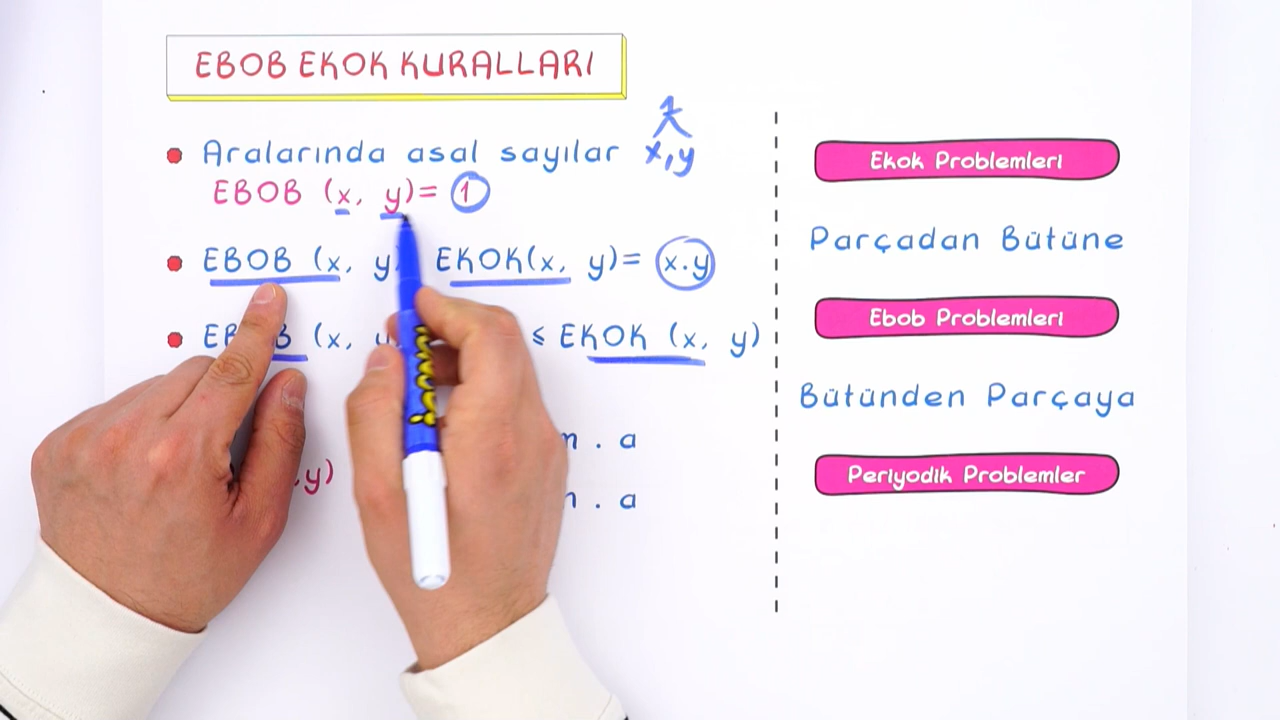 EBOB EKOK KURALLARI
Aralarında asal sayılar
1
x,y
EBOB (x, y)= 1
EBOB (x, y EKOK(x, y)= x.y
(x, ≤ EKOK (x, y)
. a
,y)
. a
Ekok Problemleri
Parçadan Bütüne
Ebob Problemleri
Bütünden Parçaya
Periyodik Problemler